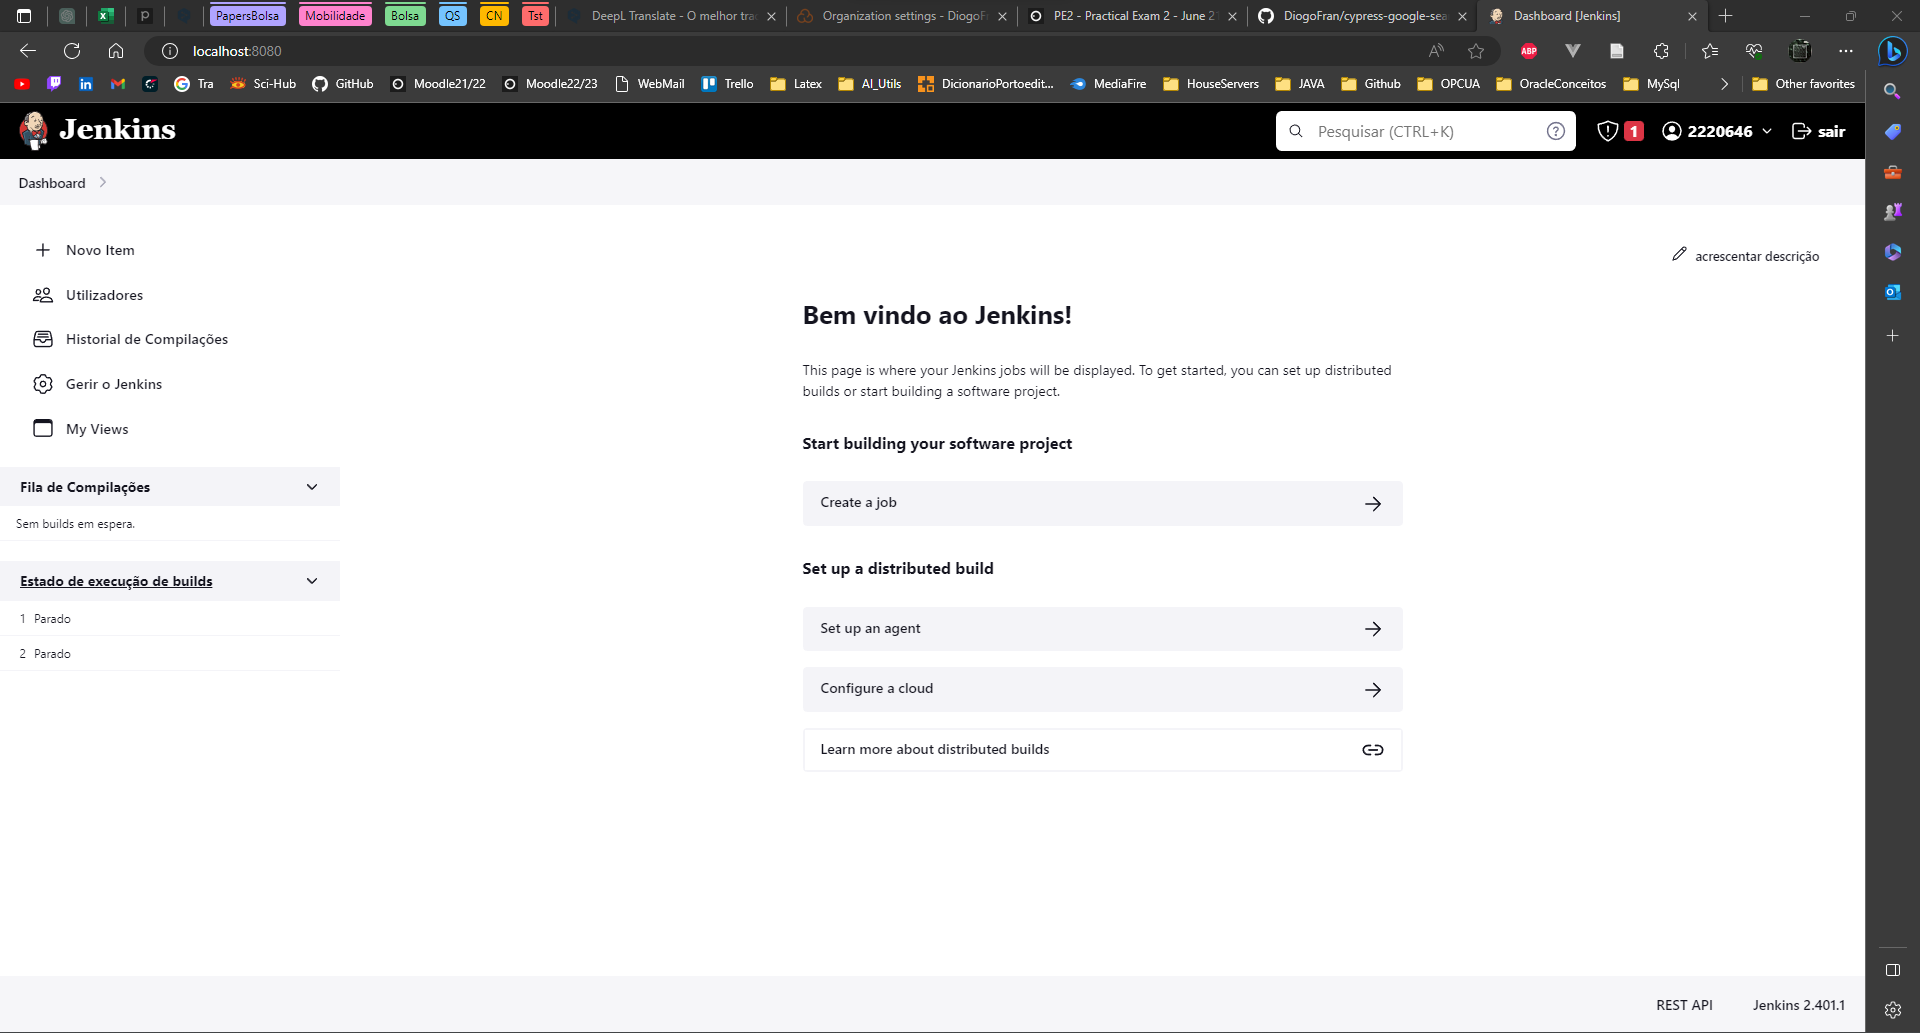 PapersBolsa Mobilidade Bolsa QS CN Tst DeepL Translate - O melhor tra Organization settings - DiogoF PE2 - Practical Exam 2 - June 2 DiogoFran/cypress-google-sea Dashboard [Jenkins]
localhost:8080
Tra Sci-Hub GitHub Moodle21/22 Moodle22/23 WebMail Trello Latex AI_Utils DicionarioPortoedit... MediaFire HouseServers JAVA Github OPCUA OracleConceitos MySql Other favorites
Jenkins Pesquisar (CTRL+K) 1 2220646 sair
Dashboard
Novo Item
acrescentar descrição
Utilizadores
Historial de Compilações
Gerir o Jenkins
My Views
Fila de Compilações
Sem builds em espera.
Estado de execução de builds
1 Parado
2 Parado
Bem vindo ao Jenkins!
This page is where your Jenkins jobs will be displayed. To get started, you can set up distributed
builds or start building a software project.
Start building your software project
Create a job
Set up a distributed build
Set up an agent
Configure a cloud
Learn more about distributed builds
REST API Jenkins 2.401.1